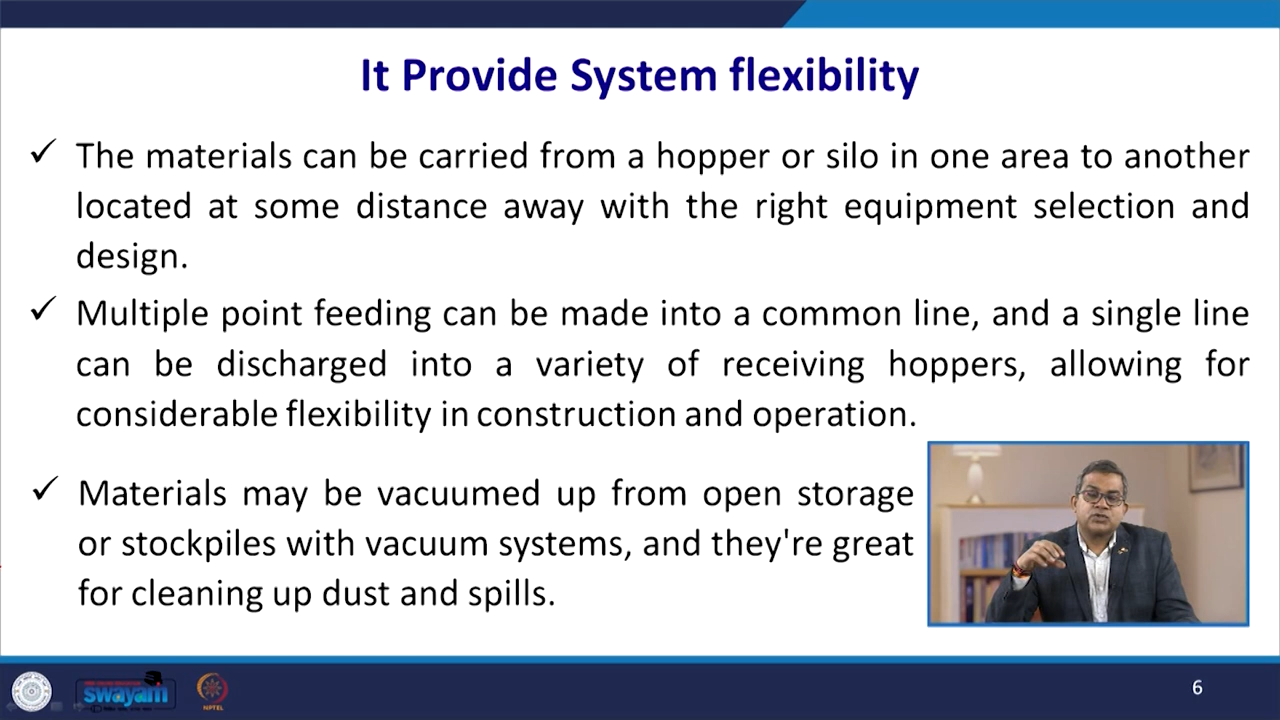 It Provide System flexibility
✓ The materials can be carried from a hopper or silo in one area to another
located at some distance away with the right equipment selection and
design.
✓ Multiple point feeding can be made into a common line, and a single line
can be discharged into a variety of receiving hoppers, allowing for
considerable flexibility in construction and operation.
✓ Materials may be vacuumed up from open storage
or stockpiles with vacuum systems, and they're great
for cleaning up dust and spills.
swayam
NPTEL
6